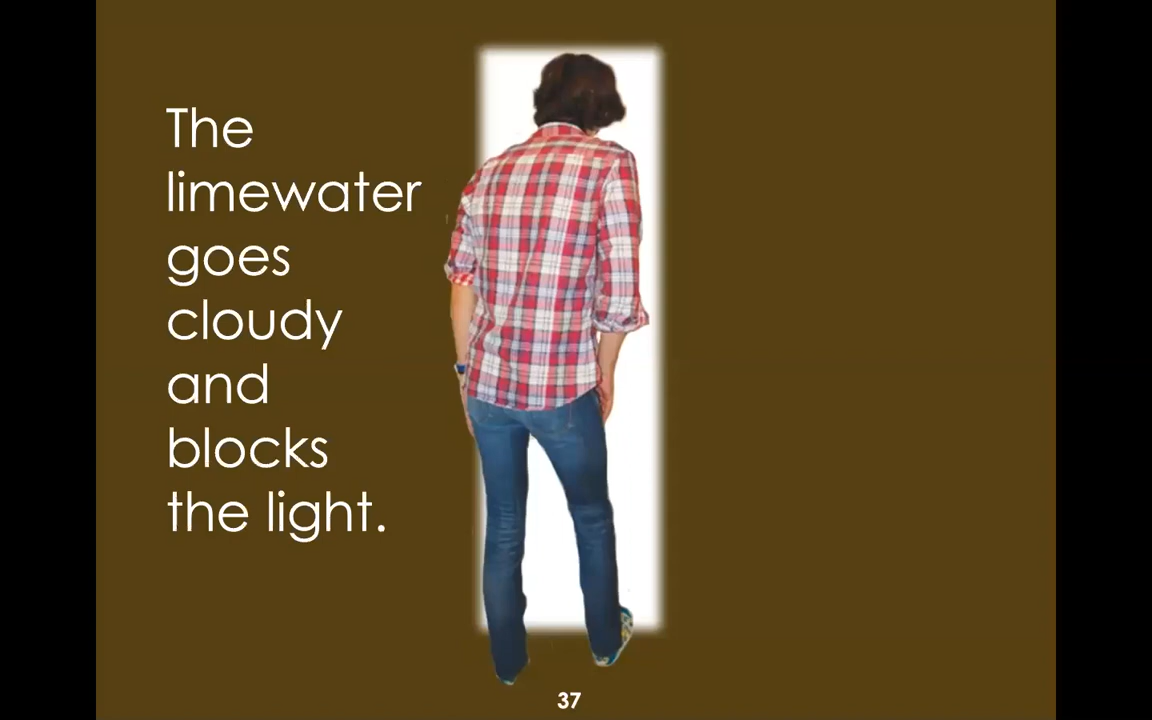 The
limewater
goes
cloudy
and
blocks
the light.
37